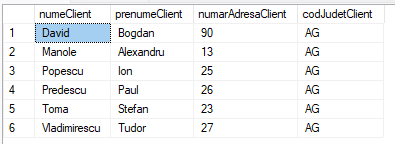 numeClient prenumeClient numarAdresaClient codJudetClient
1 David Bogdan 90 AG
2 Manole Alexandru 13 AG
3 Popescu Ion 25 AG
4 Predescu Paul 26 AG
5 Toma Stefan 23 AG
6 Vladimirescu Tudor 27 AG